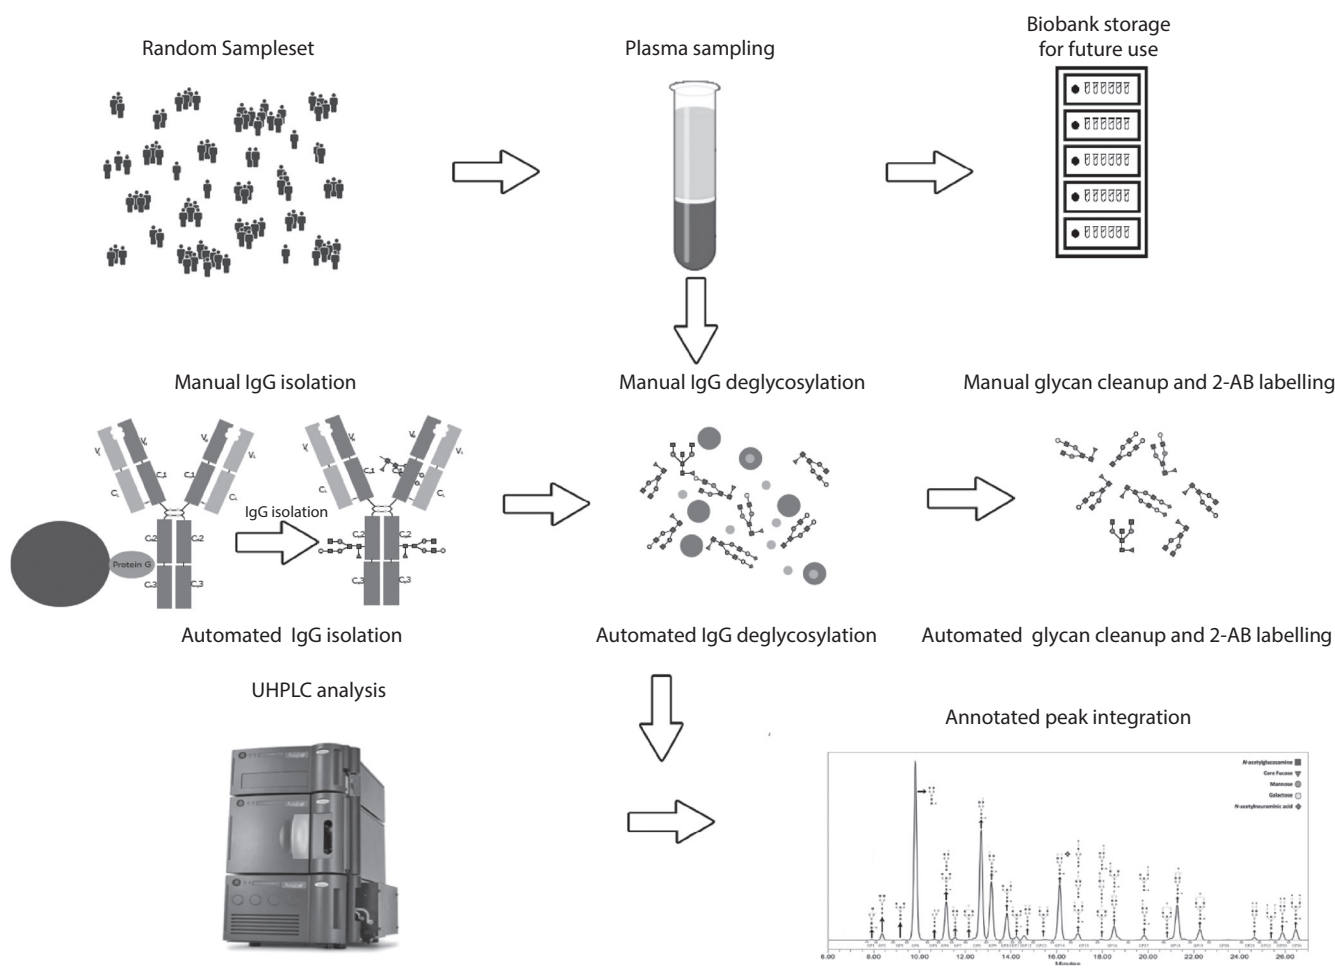 Random Sampleset
Plasma sampling
Biobank storage
for future use
Manual IgG isolation
Manual IgG deglycosylation
Manual glycan cleanup and 2-AB labelling
IgG isolation
Protein G
Automated IgG isolation
Automated IgG deglycosylation
Automated glycan cleanup and 2-AB labelling
UHPLC analysis
Annotated peak integration
N-acetylglucosamine
Core Fucose
Mannose
Galactose
N-acetylneuraminic acid
6.00 8.00 10.00 12.00 14.00 16.00 18.00 20.00 22.00 24.00 26.00
Minutes